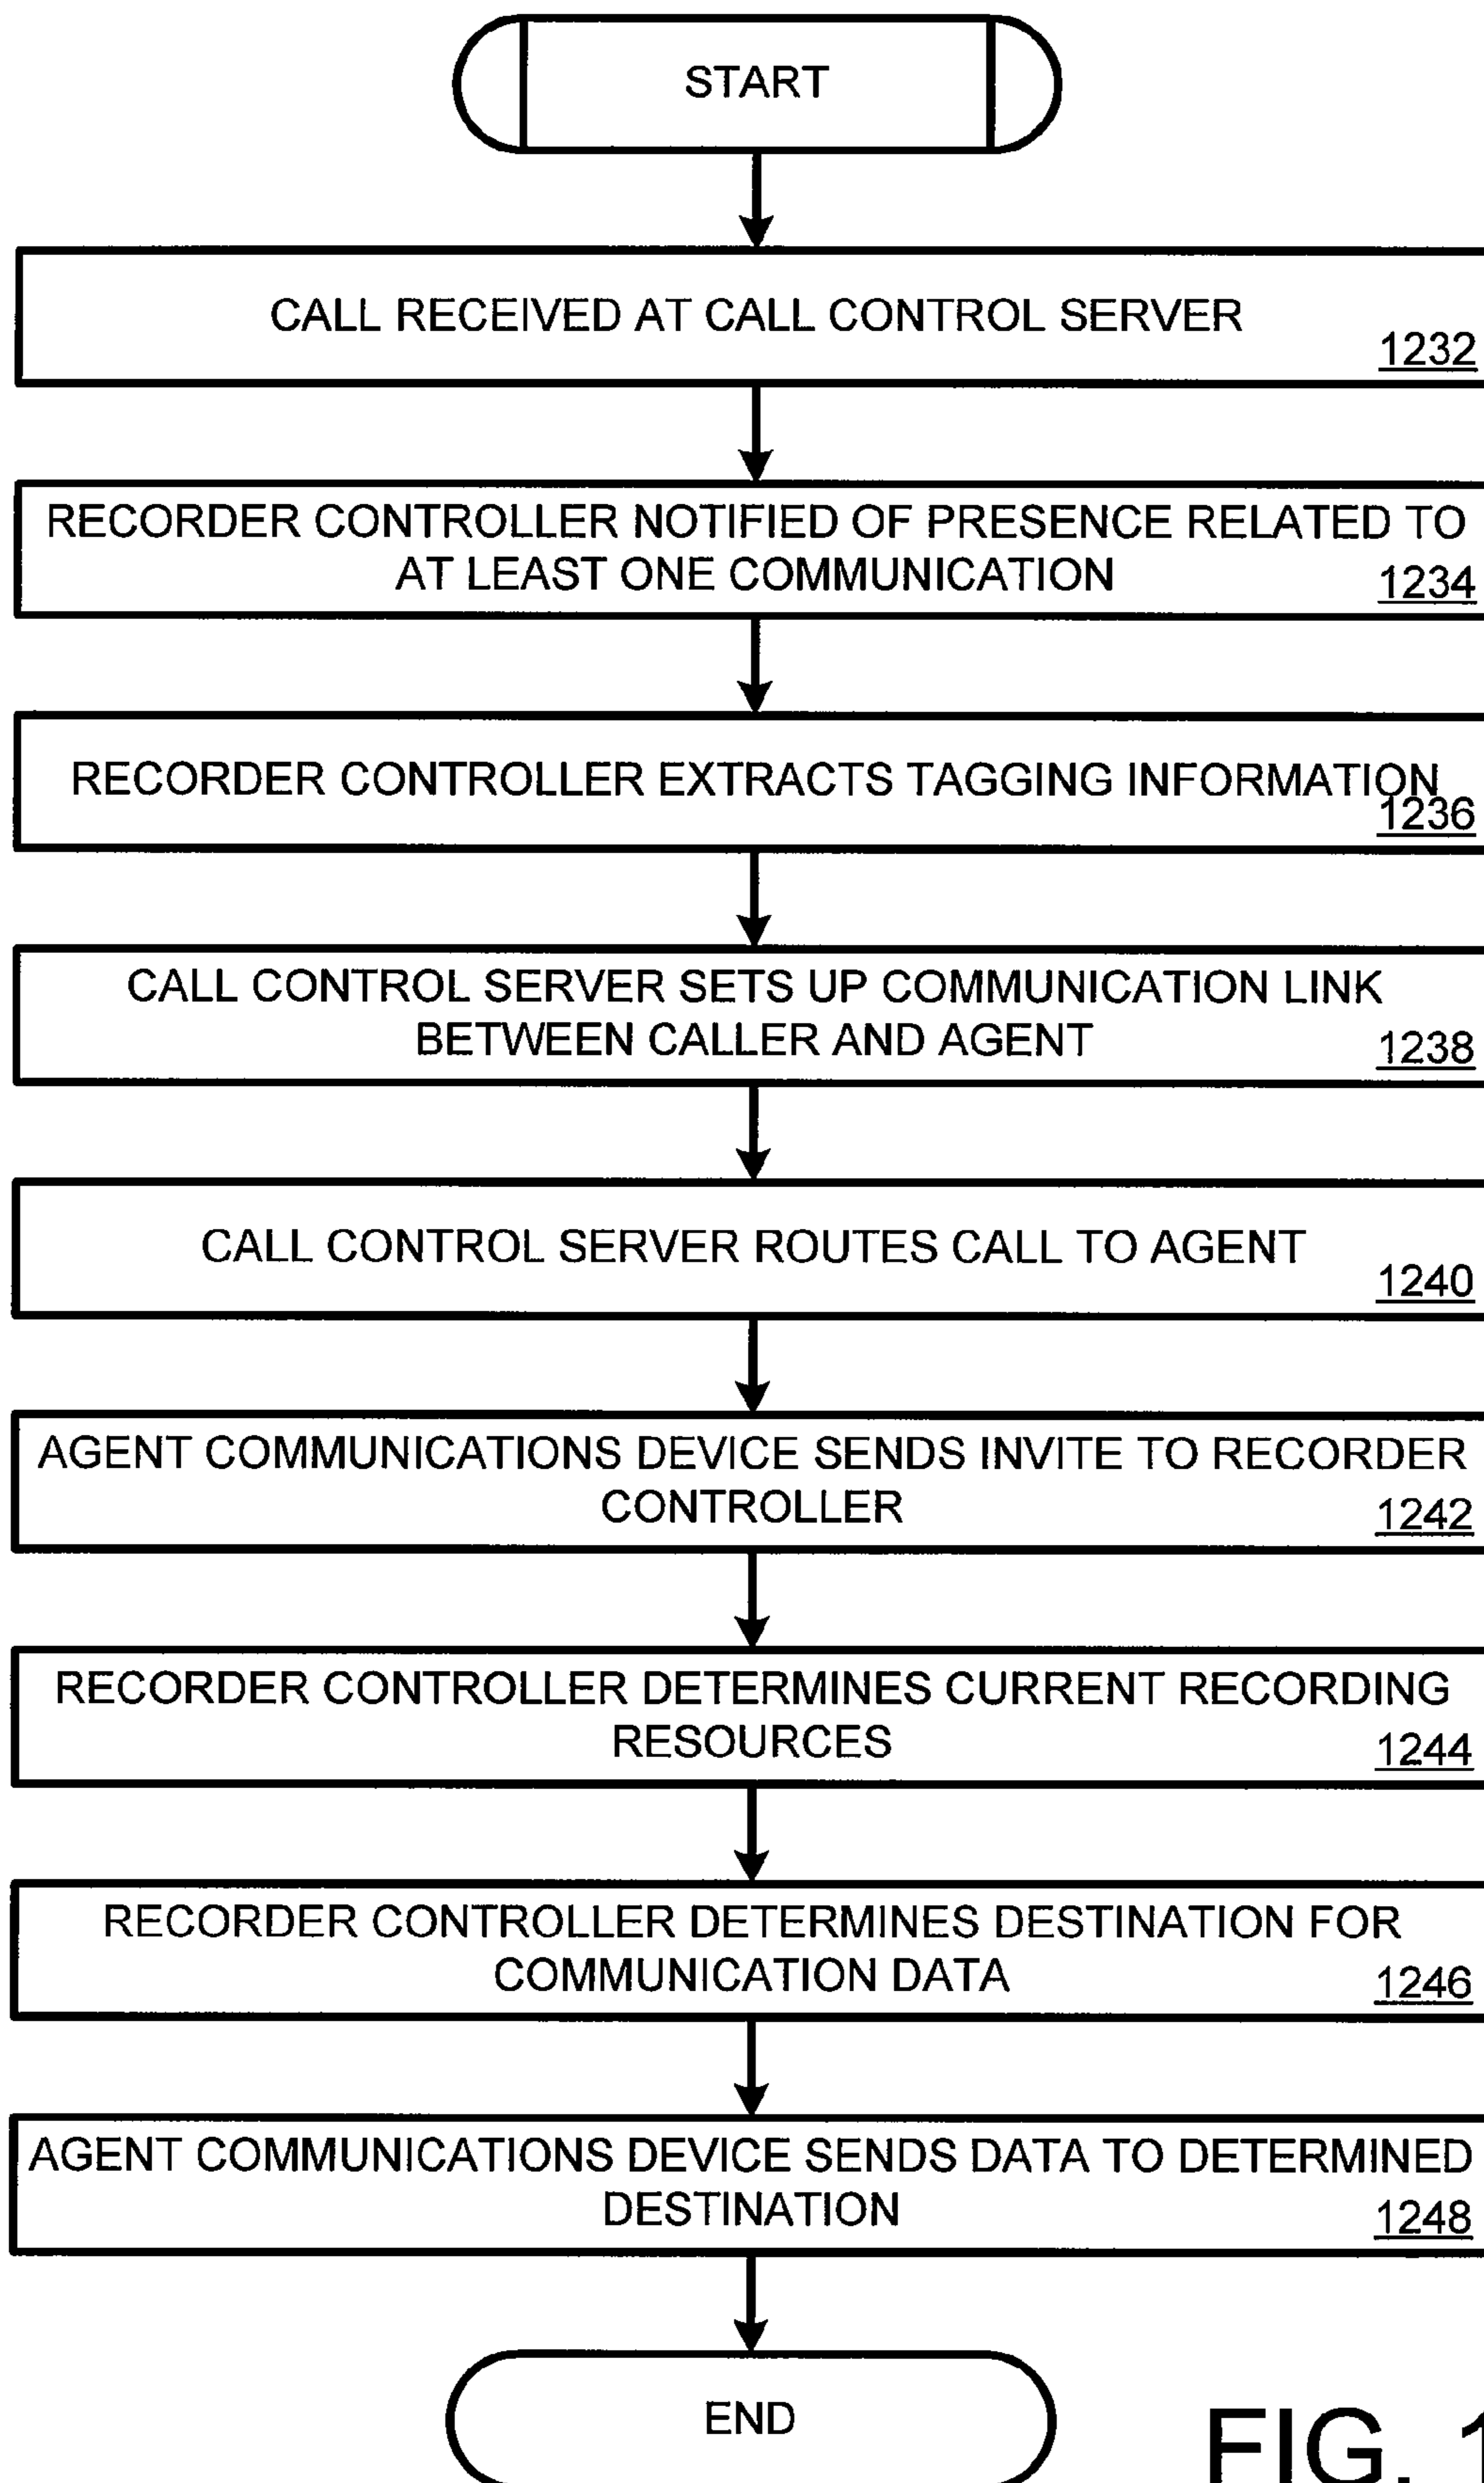 START
CALL RECEIVED AT CALL CONTROL SERVER
1232
RECORDER CONTROLLER NOTIFIED OF PRESENCE RELATED TO
AT LEAST ONE COMMUNICATION
1234
RECORDER CONTROLLER EXTRACTS TAGGING INFORMATION
1236
CALL CONTROL SERVER SETS UP COMMUNICATION LINK
BETWEEN CALLER AND AGENT
1238
CALL CONTROL SERVER ROUTES CALL TO AGENT
1240
AGENT COMMUNICATIONS DEVICE SENDS INVITE TO RECORDER
CONTROLLER
1242
RECORDER CONTROLLER DETERMINES CURRENT RECORDING
RESOURCES
1244
RECORDER CONTROLLER DETERMINES DESTINATION FOR
COMMUNICATION DATA
1246
AGENT COMMUNICATIONS DEVICE SENDS DATA TO DETERMINED
DESTINATION
1248
END
FIG.